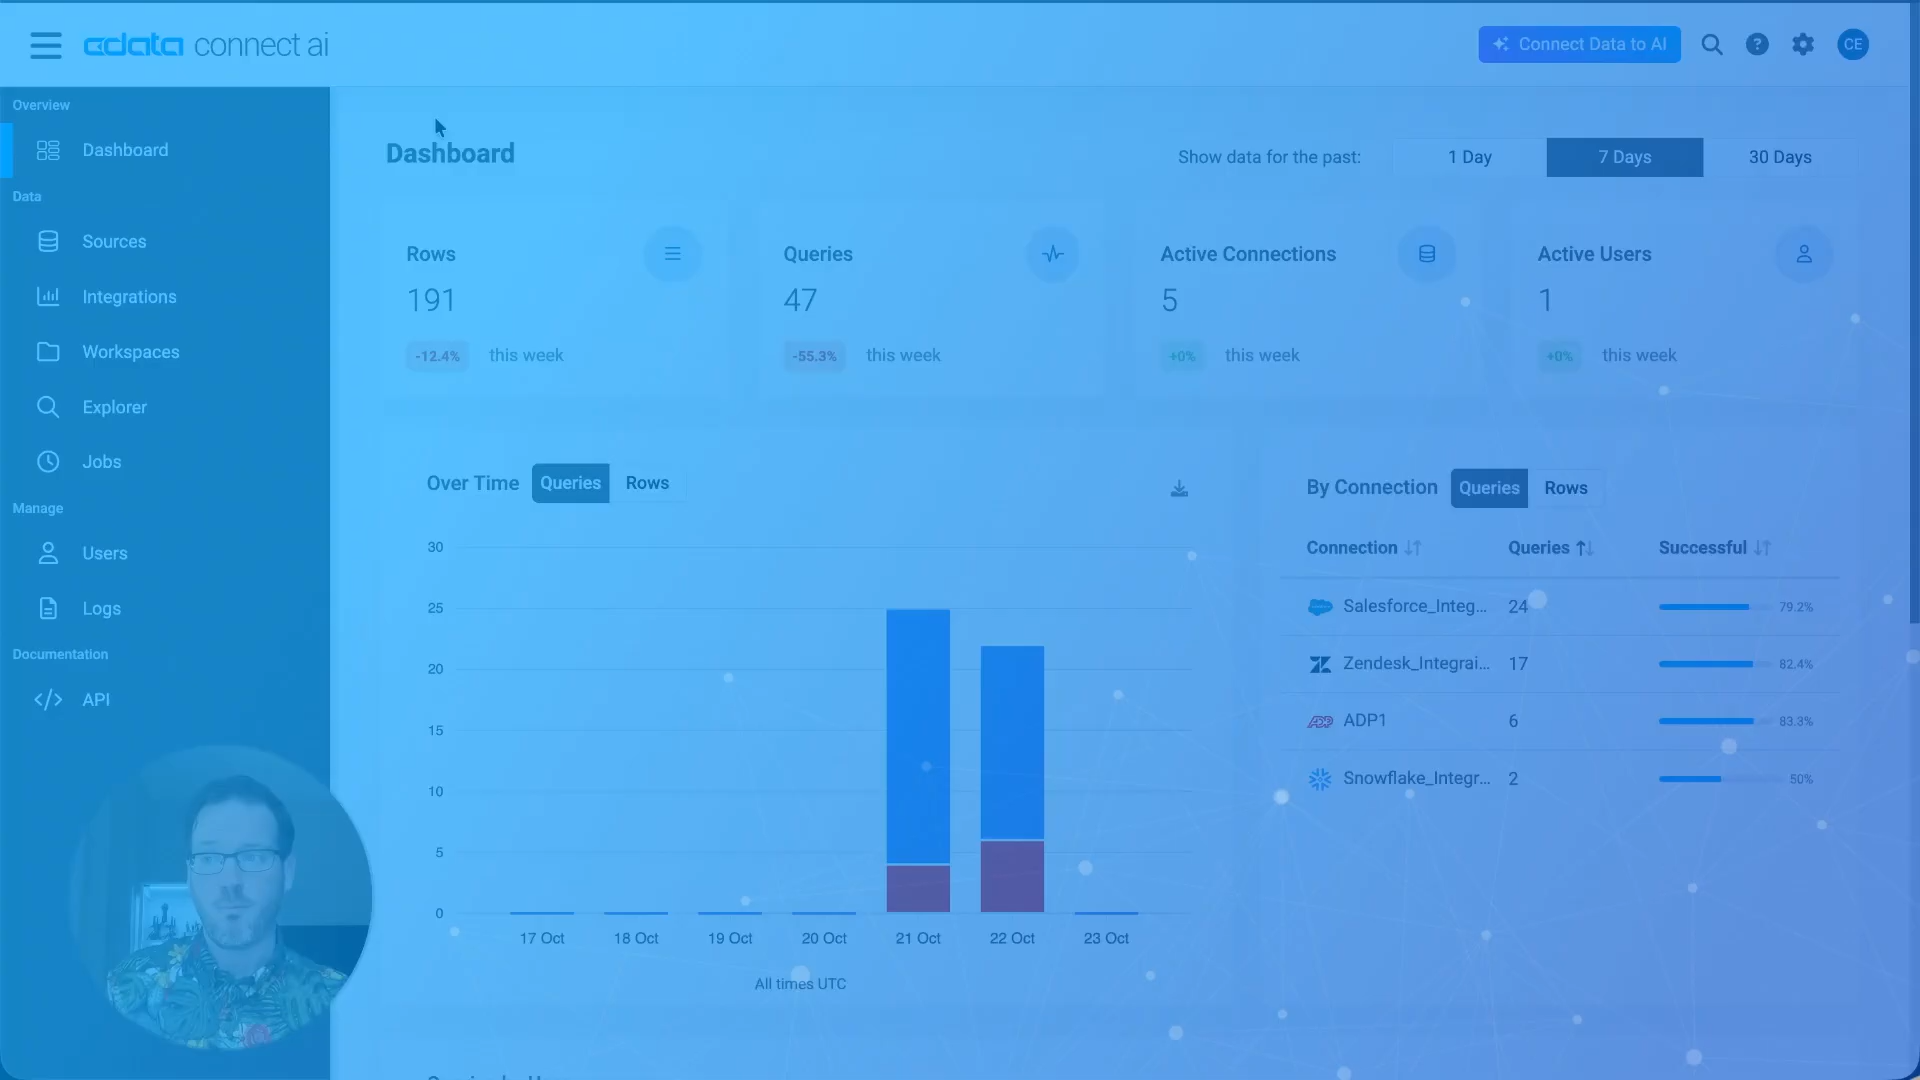 cdata connect ai
Connect Data to AI
CE
Overview
Dashboard
Data
Sources
Integrations
Workspaces
Explorer
Jobs
Manage
Users
Logs
Documentation
API
Dashboard
Show data for the past:
1 Day
7 Days
30 Days
Rows
191
-12.4% this week
Queries
47
-55.3% this week
Active Connections
5
+0% this week
Active Users
1
+0% this week
Over Time Queries Rows
30
25
20
15
10
5
0
17 Oct 18 Oct 19 Oct 20 Oct 21 Oct 22 Oct 23 Oct
All times UTC
By Connection Queries Rows
Connection Queries Successful
Salesforce_Integ... 24 79.2%
Zendesk_Integrai... 17 82.4%
ADP1 6 83.3%
Snowflake_Integr... 2 50%